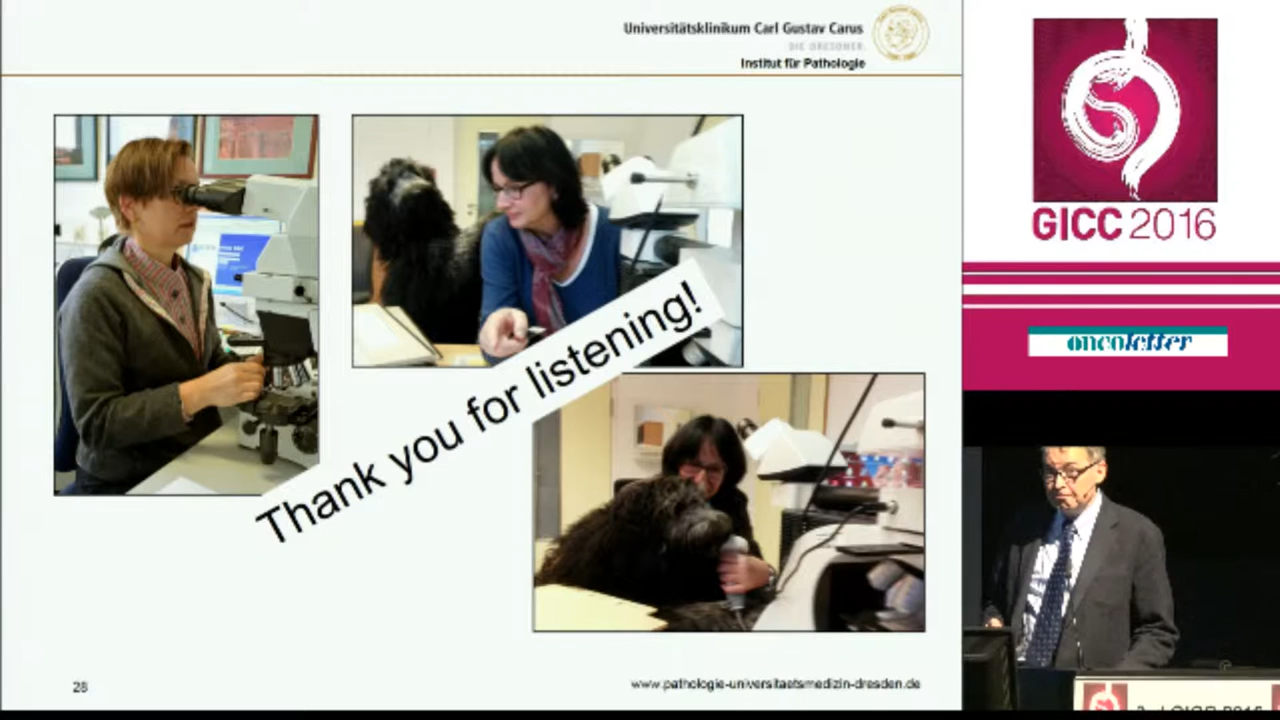 Universitätsklinikum Carl Gustav Carus
DIE DRESDNER.
Institut für Pathologie
Thank you for listening!
28
www.pathologie-universitaetsmedizin-dresden.de
GICC 2016
oncoletter